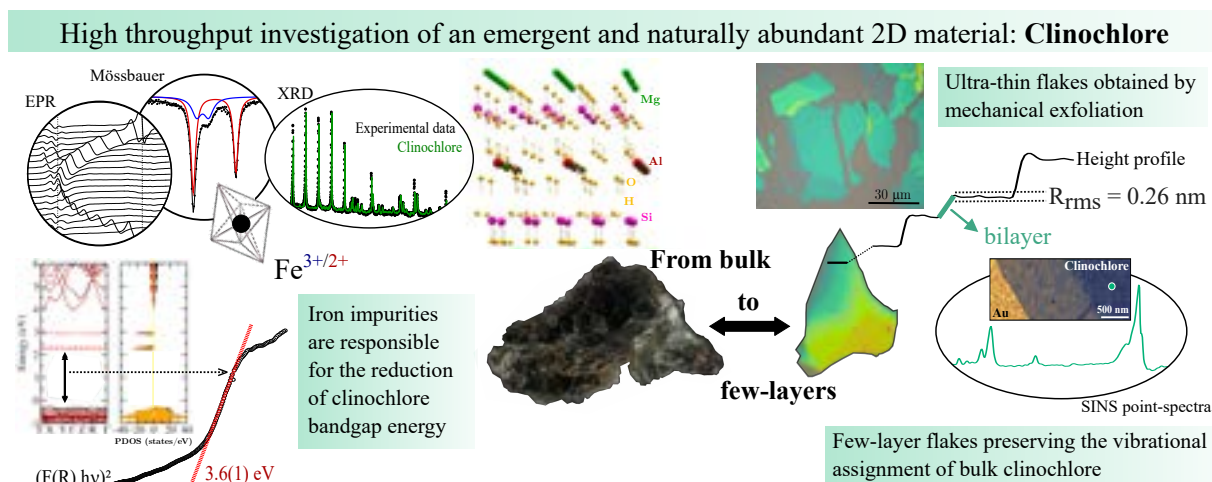 High throughput investigation of an emergent and naturally abundant 2D material: Clinochlore
Mössbauer
EPR
XRD
Experimental data
Clinochlore
Fe3+/2+
Mg
Al
O
H
Si
30 μm
Ultra-thin flakes obtained by
mechanical exfoliation
Height profile
Rrms = 0.26 nm
bilayer
From bulk
to
few-layers
Clinochlore
Au
500 nm
SINS point-spectra
Few-layer flakes preserving the vibrational
assignment of bulk clinochlore
Iron impurities
are responsible
for the reduction
of clinochlore
bandgap energy
Energy (eV)
PDOS (states/eV)
(F(R) hν)²
3.6(1) eV